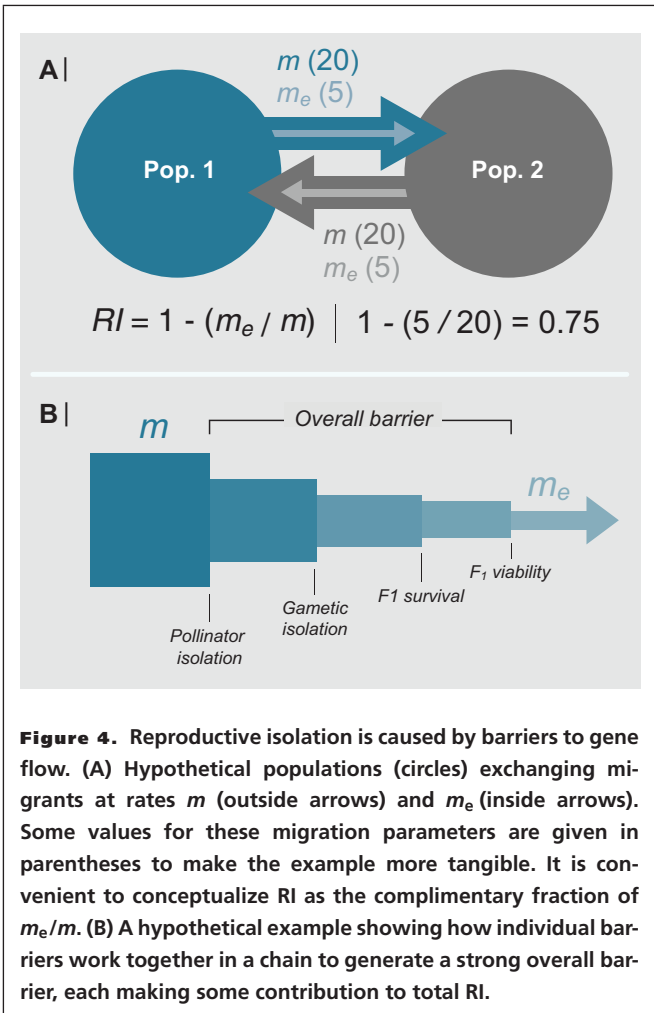 A|
m (20)
me (5)
Pop. 1
Pop. 2
m (20)
me (5)
RI = 1 - (me / m) | 1 - (5 / 20) = 0.75
B|
m
Overall barrier
me
Pollinator
isolation
Gametic
isolation
F1 survival
F1 viability
Figure 4. Reproductive isolation is caused by barriers to gene
flow. (A) Hypothetical populations (circles) exchanging mi-
grants at rates m (outside arrows) and me (inside arrows).
Some values for these migration parameters are given in
parentheses to make the example more tangible. It is con-
venient to conceptualize RI as the complimentary fraction of
me/m. (B) A hypothetical example showing how individual bar-
riers work together in a chain to generate a strong overall bar-
rier, each making some contribution to total RI.